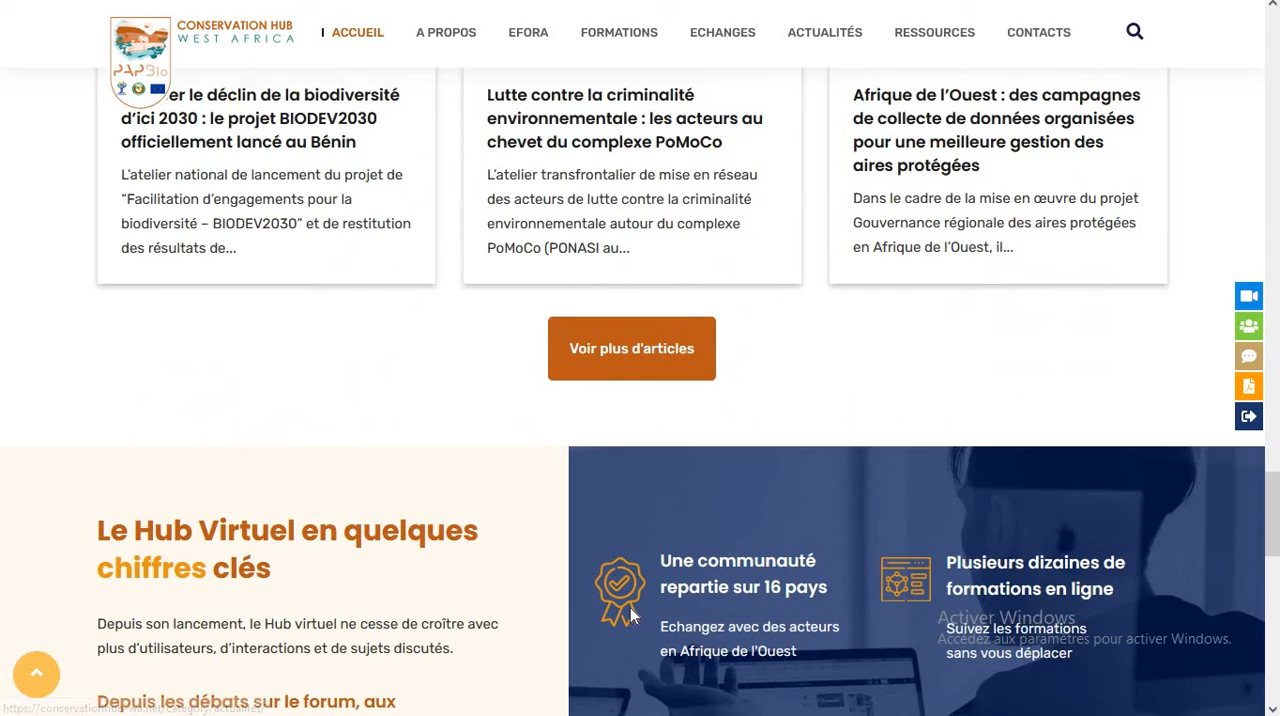 CONSERVATION HUB
WEST AFRICA
PAPBio
ACCUEIL
A PROPOS
EFORA
FORMATIONS
ECHANGES
ACTUALITÉS
RESSOURCES
CONTACTS
er le déclin de la biodiversité
d'ici 2030 : le projet BIODEV2030
officiellement lancé au Bénin
L'atelier national de lancement du projet de
“Facilitation d'engagements pour la
biodiversité – BIODEV2030” et de restitution
des résultats de...
Lutte contre la criminalité
environnementale : les acteurs au
chevet du complexe PoMoCo
L'atelier transfrontalier de mise en réseau
des acteurs de lutte contre la criminalité
environnementale autour du complexe
PoMoCo (PONASI au...
Afrique de l'Ouest : des campagnes
de collecte de données organisées
pour une meilleure gestion des
aires protégées
Dans le cadre de la mise en œuvre du projet
Gouvernance régionale des aires protégées
en Afrique de l'Ouest, il...
Voir plus d'articles
Le Hub Virtuel en quelques
chiffres clés
Depuis son lancement, le Hub virtuel ne cesse de croître avec
plus d'utilisateurs, d'interactions et de sujets discutés.
Depuis les débats sur le forum, aux
Une communauté
repartie sur 16 pays
Echangez avec des acteurs
en Afrique de l'Ouest
Plusieurs dizaines de
formations en ligne
Suivez les formations
sans vous déplacer
Activer Windows
Accédez aux paramètres pour activer Windows.
https://conservationhub-wa.net/category/actualites/